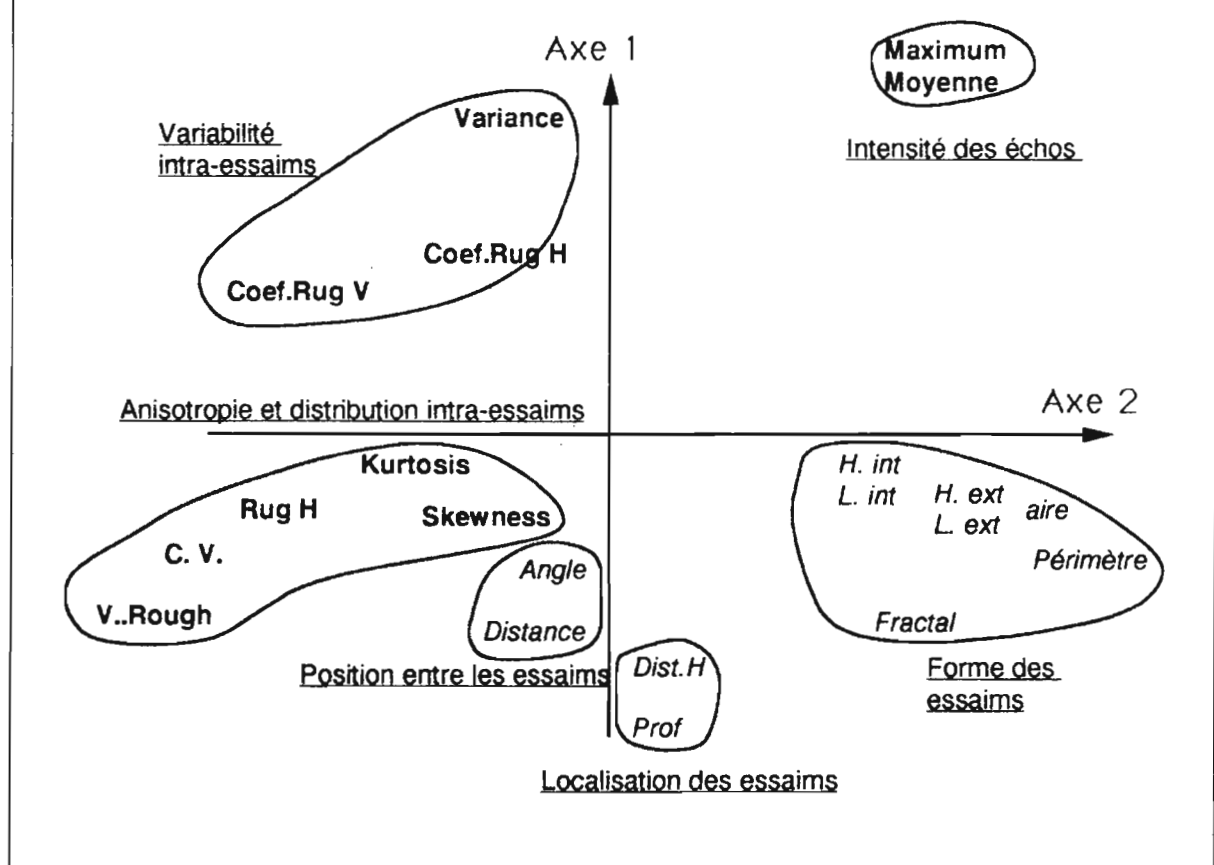 Axe 1
Maximum
Moyenne
Intensité des échos
Variabilité
intra-essaims
Variance
Coef.Rug H
Coef.Rug V
Anisotropie et distribution intra-essaims
Axe 2
Kurtosis
Rug H
Skewness
C. V.
V..Rough
Angle
Distance
Position entre les essaims
H. int
L. int
H. ext
L. ext
aire
Périmètre
Fractal
Forme des
essaims
Dist.H
Prof
Localisation des essaims